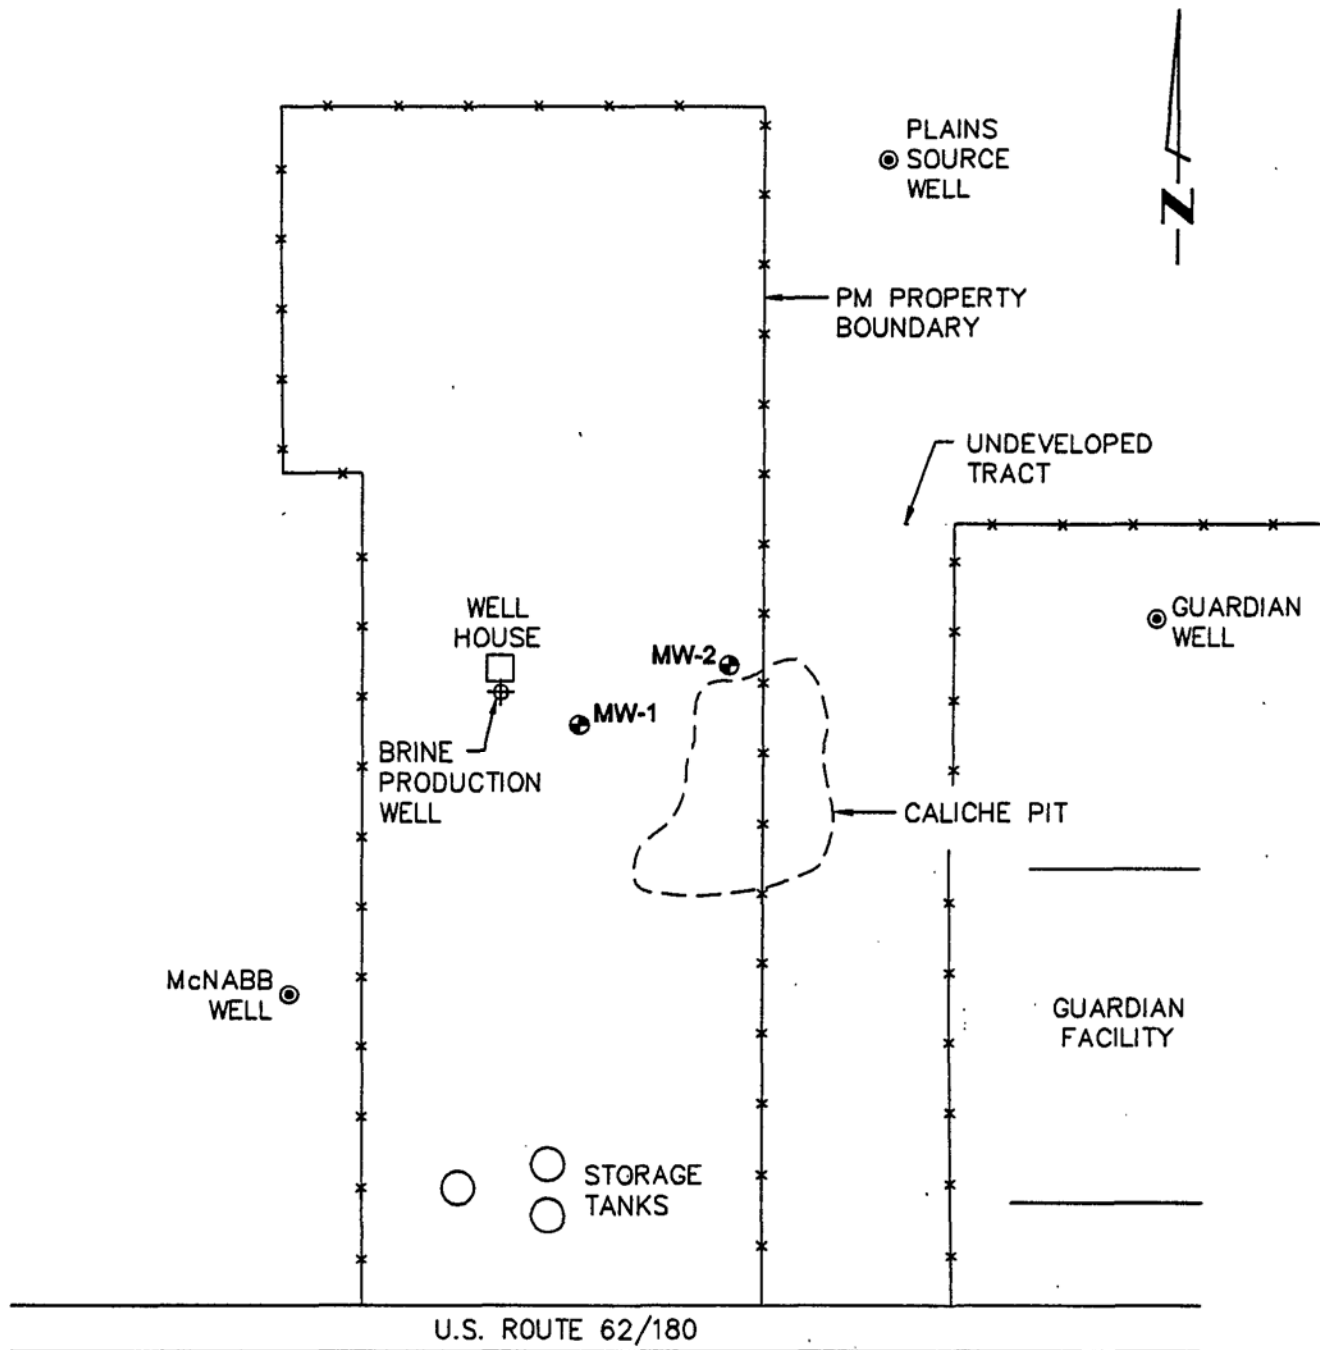 PLAINS
SOURCE
WELL
N
PM PROPERTY
BOUNDARY
UNDEVELOPED
TRACT
WELL
HOUSE
GUARDIAN
WELL
MW-2
MW-1
BRINE
PRODUCTION
WELL
CALICHE PIT
McNABB
WELL
GUARDIAN
FACILITY
STORAGE
TANKS
U.S. ROUTE 62/180